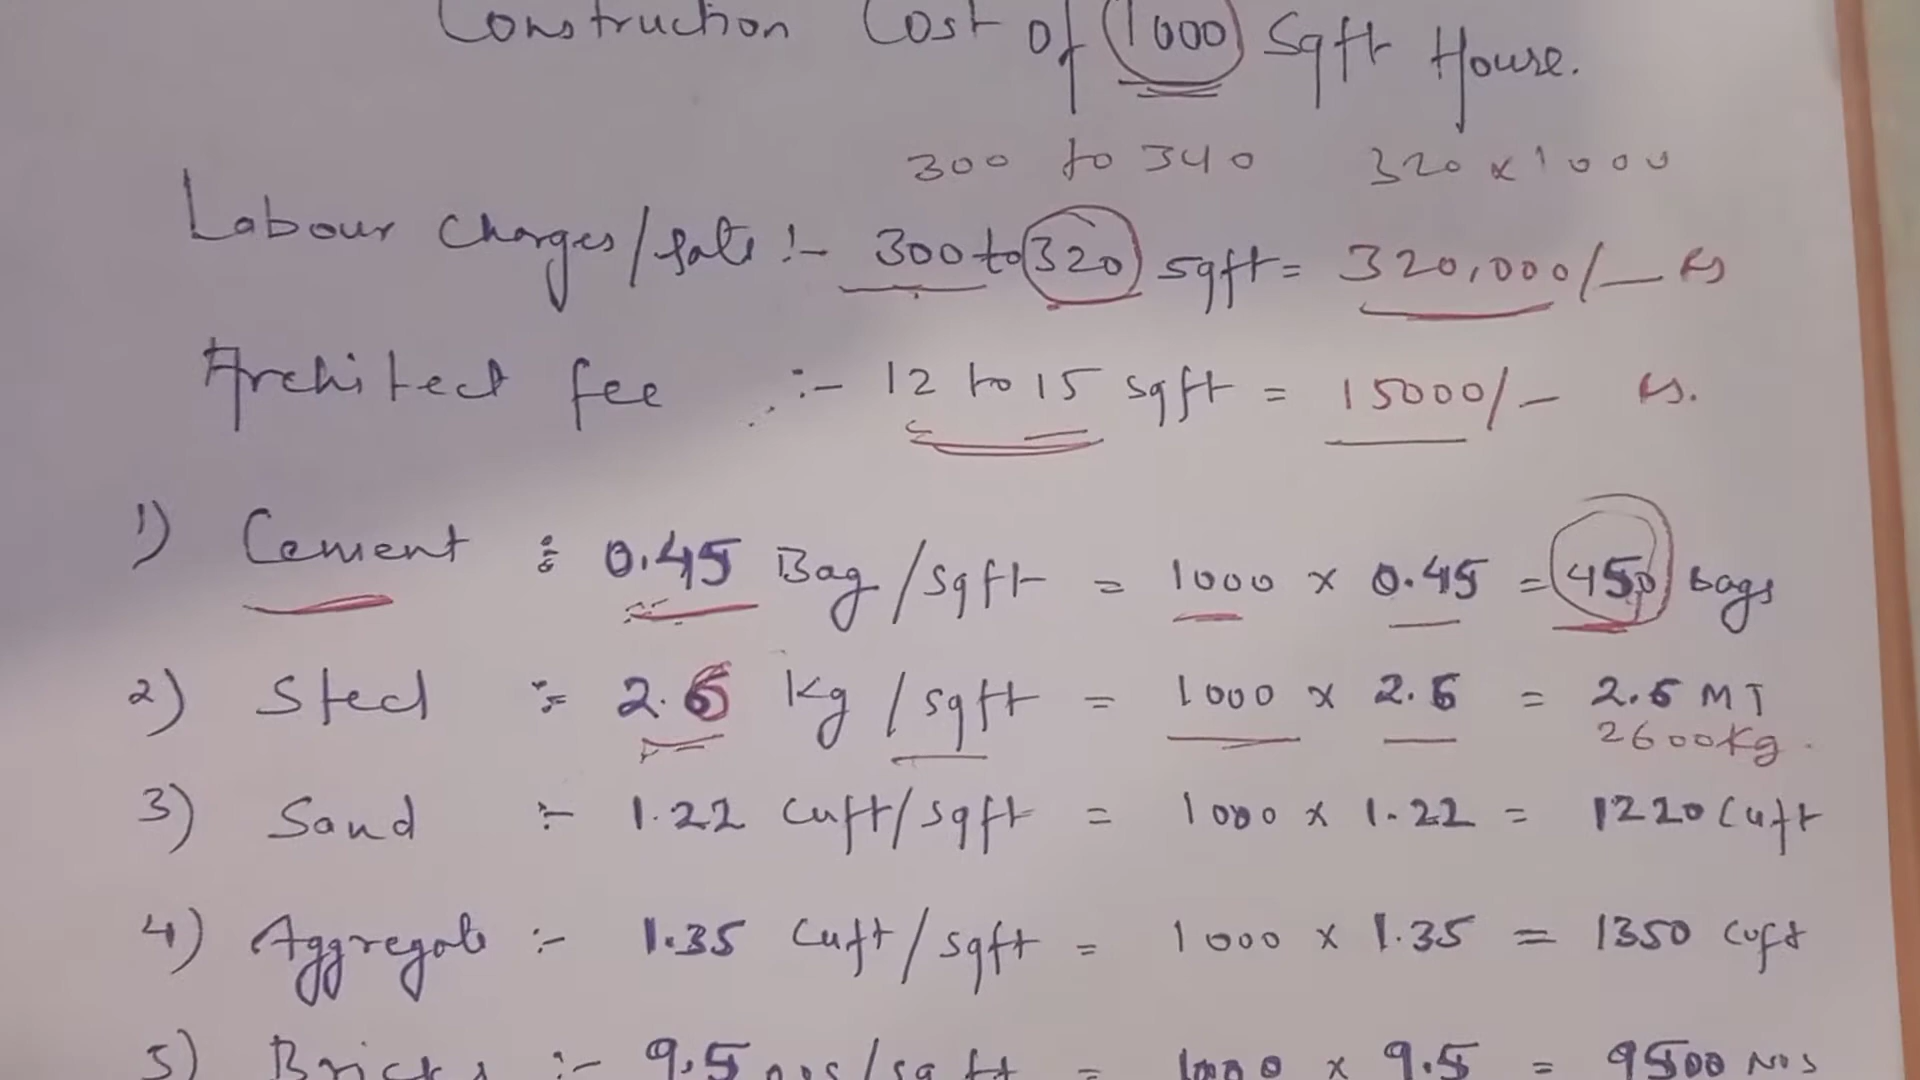 Construction Cost of 1000 Sqft House.
300 to 340 320 x 1000
Labour charges/rate :- 300 to 320 sqft = 320,000/- rs
Architect fee :- 12 to 15 sqft = 15000/- rs.
1) Cement : 0.45 Bag/sqft = 1000 x 0.45 = 450 bags
2) Steel :- 2.6 Kg/sqft = 1000 x 2.6 = 2.6 MT
2600kg.
3) Sand :- 1.22 cuft/sqft = 1000 x 1.22 = 1220 Cuft
4) Aggregate :- 1.35 cuft/sqft = 1000 x 1.35 = 1350 cuft
5) Bricks :- 9.5 nos/sqft = 1000 x 9.5 = 9500 Nos